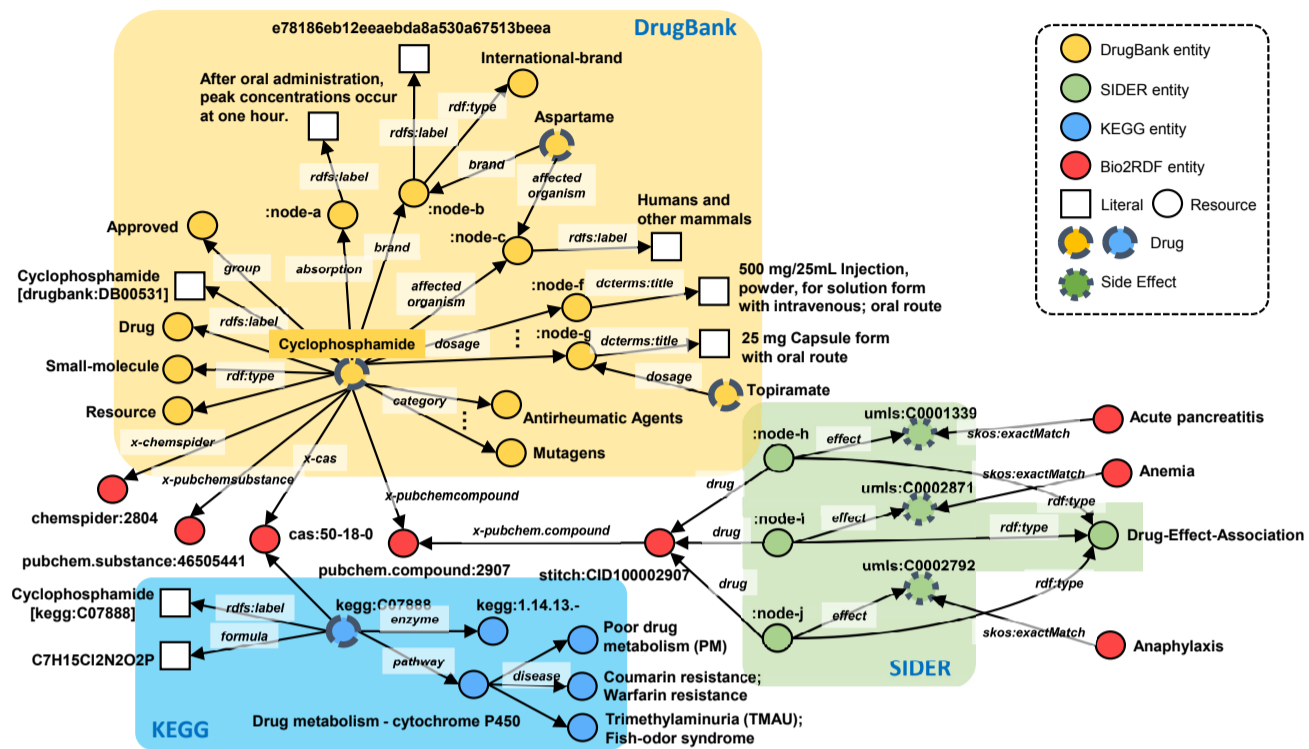 e78186eb12eeaebda8a530a67513beea
DrugBank
International-brand
After oral administration,
peak concentrations occur
at one hour.
rdf:type
rdfs:label
Aspartame
brand
rdfs:label
affected
organism
Humans and
other mammals
:node-a
:node-b
:node-c
rdfs:label
Approved
group
absorption
brand
Cyclophosphamide
[drugbank:DB00531]
affected
organism
:node-f
dcterms:title
500 mg/25mL Injection,
powder, for solution form
with intravenous; oral route
Drug
rdfs:label
Cyclophosphamide
dosage
:node-g
dcterms:title
25 mg Capsule form
with oral route
Small-molecule
rdf:type
dosage
Topiramate
Resource
category
Antirheumatic Agents
Mutagens
x-chemspider
x-cas
x-pubchemsubstance
x-pubchemcompound
chemspider:2804
pubchem.substance:46505441
cas:50-18-0
pubchem.compound:2907
x-pubchem.compound
stitch:CID100002907
drug
drug
drug
:node-h
:node-i
:node-j
effect
effect
effect
umls:C0001339
umls:C0002871
umls:C0002792
skos:exactMatch
skos:exactMatch
skos:exactMatch
rdf:type
rdf:type
rdf:type
Acute pancreatitis
Anemia
Drug-Effect-Association
Anaphylaxis
SIDER
Cyclophosphamide
[kegg:C07888]
rdfs:label
kegg:C07888
enzyme
kegg:1.14.13.-
C7H15Cl2N2O2P
formula
pathway
disease
Poor drug
metabolism (PM)
Coumarin resistance;
Warfarin resistance
Trimethylaminuria (TMAU);
Fish-odor syndrome
Drug metabolism - cytochrome P450
KEGG
DrugBank entity
SIDER entity
KEGG entity
Bio2RDF entity
Literal
Resource
Drug
Side Effect